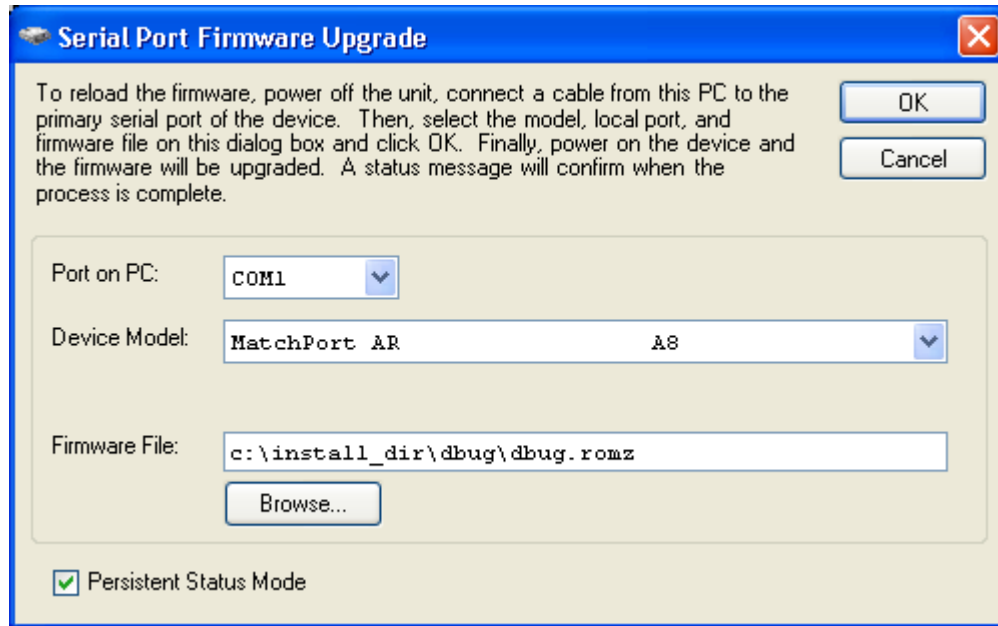 Serial Port Firmware Upgrade
To reload the firmware, power off the unit, connect a cable from this PC to the
primary serial port of the device.  Then, select the model, local port, and
firmware file on this dialog box and click OK.  Finally, power on the device and
the firmware will be upgraded.  A status message will confirm when the
process is complete.
OK
Cancel
Port on PC: COM1
Device Model: MatchPort AR A8
Firmware File: c:\install_dir\dbug\dbug.romz
Browse...
Persistent Status Mode